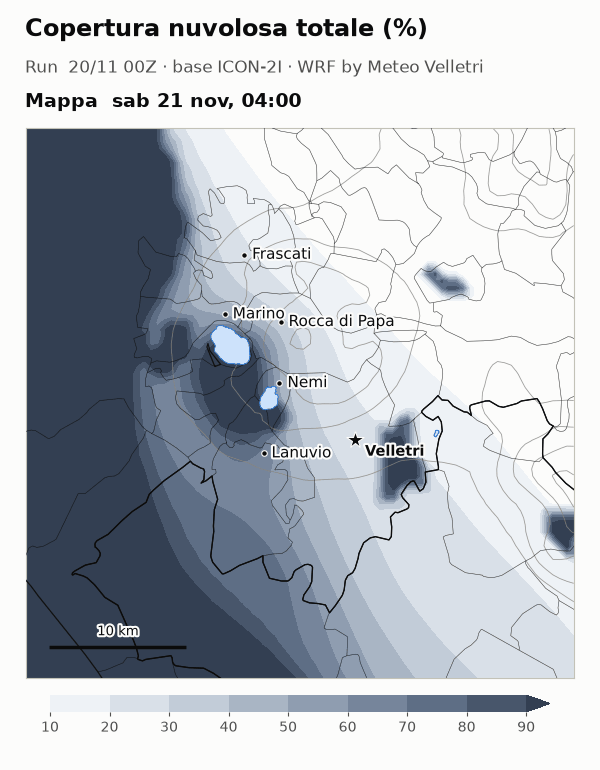 Copertura nuvolosa totale (%)
Run  20/11 00Z · base ICON-2I · WRF by Meteo Velletri
Mappa  sab 21 nov, 04:00
Frascati
Marino
Rocca di Papa
Nemi
Velletri
Lanuvio
10 km
10 20 30 40 50 60 70 80 90